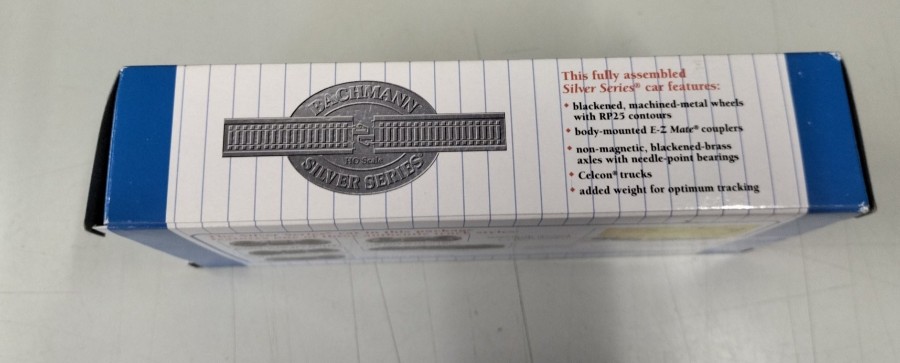 BACHMANN
HO Scale
SILVER SERIES
This fully assembled
Silver Series® car features:
• blackened, machined-metal wheels
with RP25 contours
• body-mounted E-Z Mate® couplers
• non-magnetic, blackened-brass
axles with needle-point bearings
• Celcon® trucks
• added weight for optimum tracking